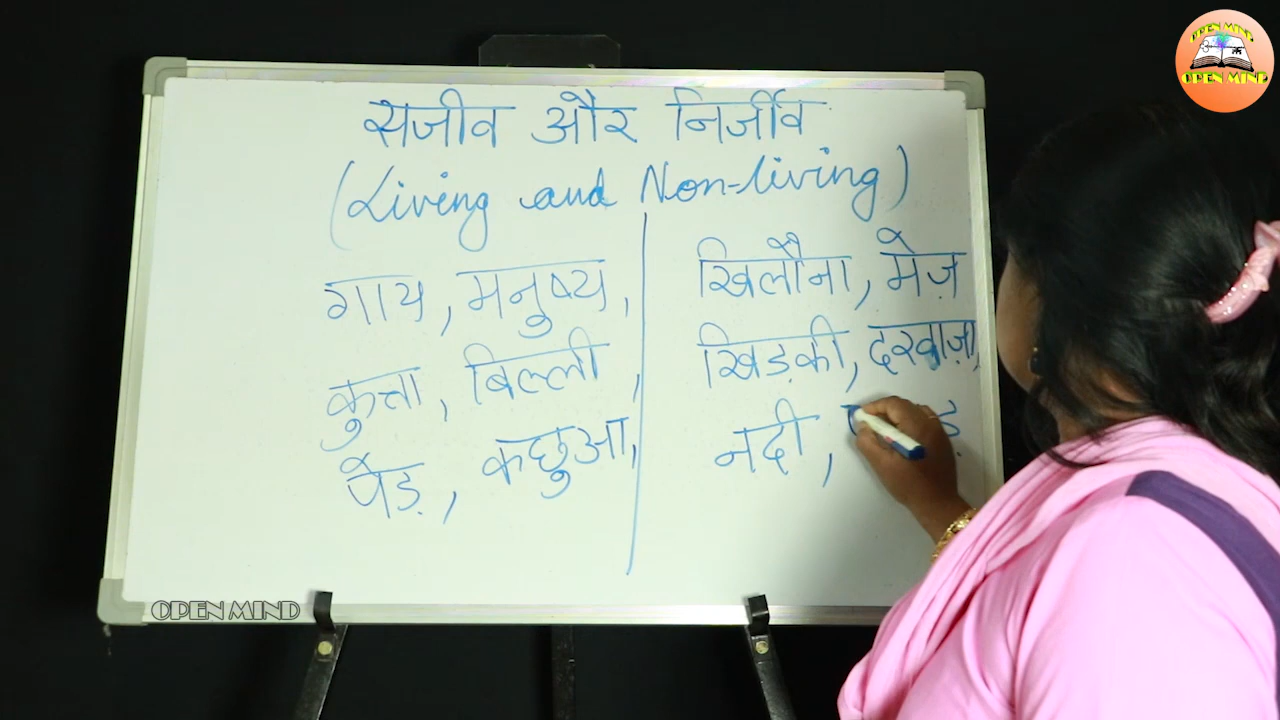 सजीव और निर्जीव
(Living and Non-living)
गाय, मनुष्य,
कुत्ता, बिल्ली,
पेड़, कछुआ,
खिलौना, मेज़
खिड़की, दरवाज़ा,
नदी,
OPEN MIND
OPEN MIND
OPEN MIND